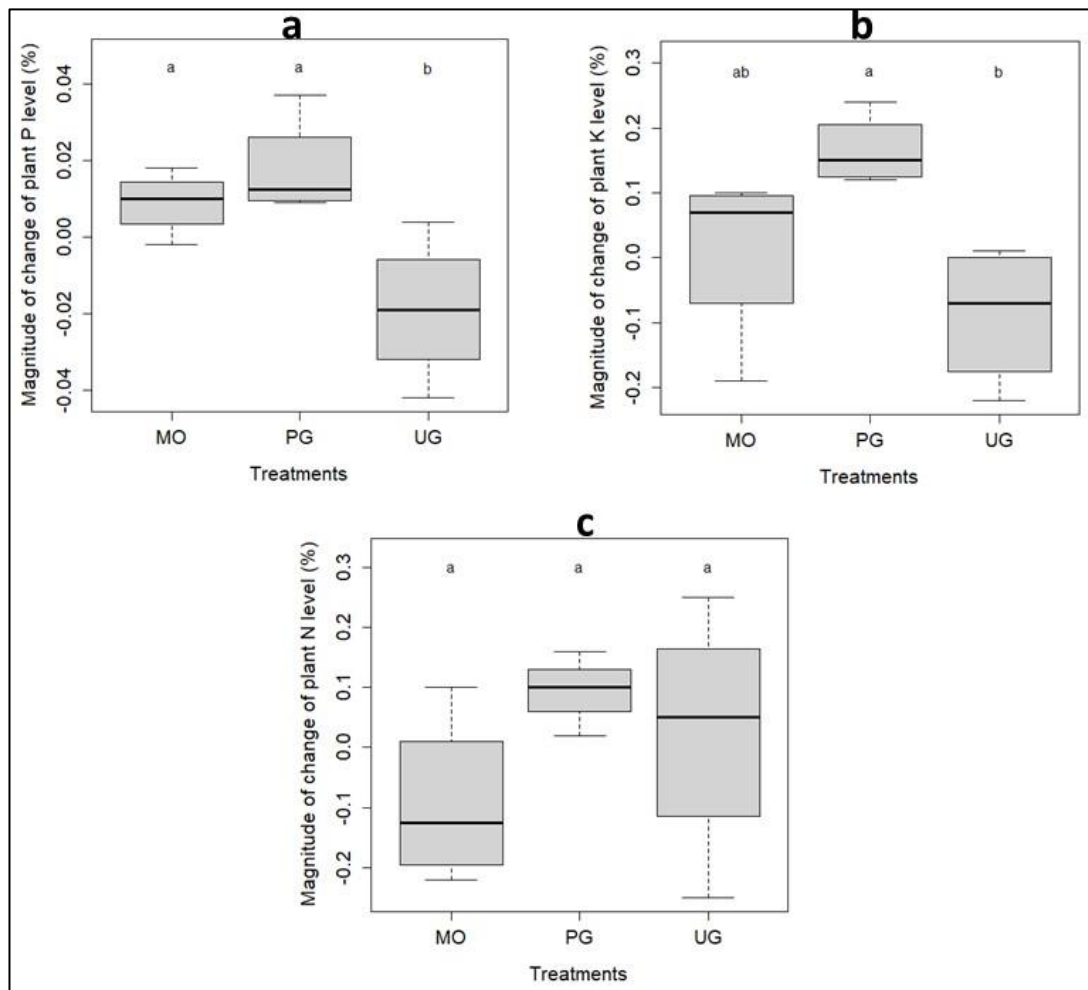 a
Magnitude of change of plant P level (%)
0.04
0.02
0.00
-0.02
-0.04
a a b
MO PG UG
Treatments
b
Magnitude of change of plant K level (%)
0.3
0.2
0.1
0.0
-0.1
-0.2
ab a b
MO PG UG
Treatments
c
Magnitude of change of plant N level (%)
0.3
0.2
0.1
0.0
-0.1
-0.2
a a a
MO PG UG
Treatments